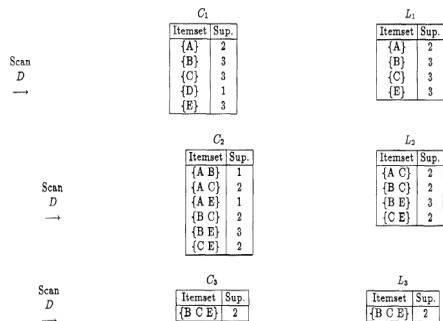 C₁ L₁
Itemset Sup. Itemset Sup.
{A} 2 {A} 2
{B} 3 {B} 3
{C} 3 {C} 3
{D} 1 {E} 3
{E} 3
Scan
D
→
C₂ L₂
Itemset Sup. Itemset Sup.
{A B} 1 {A C} 2
{A C} 2 {B C} 2
{A E} 1 {B E} 3
{B C} 2 {C E} 2
{B E} 3
{C E} 2
Scan
D
→
C₃ L₃
Itemset Sup. Itemset Sup.
{B C E} 2 {B C E} 2
Scan
D
→